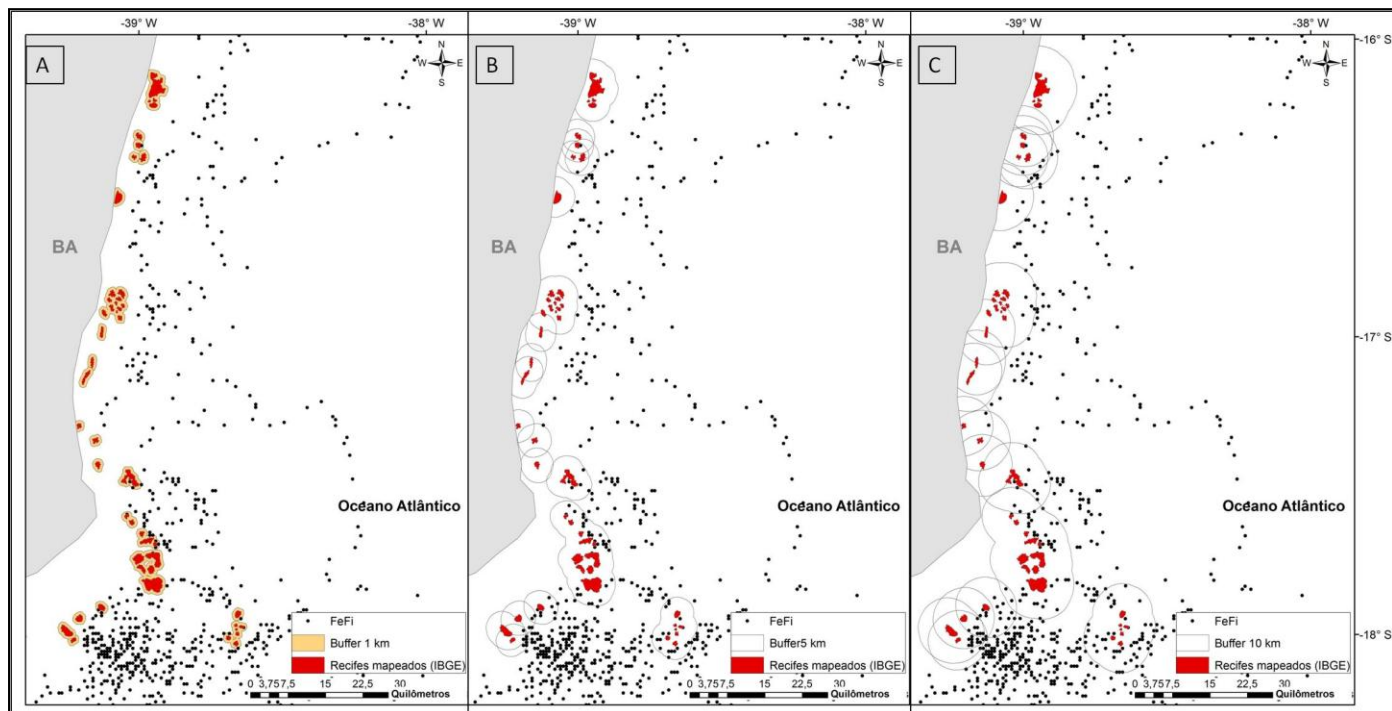 -39° W
-38° W
-39° W
-38° W
-39° W
-38° W
A
N
W E
S
B
N
W E
S
C
N
W E
S
-16° S
BA
BA
BA
-17° S
Oceano Atlântico
Oceano Atlântico
Oceano Atlântico
FeFi
Buffer 1 km
Recifes mapeados (IBGE)
FeFi
Buffer5 km
Recifes mapeados (IBGE)
FeFi
Buffer 10 km
Recifes mapeados (IBGE)
-18° S
0 3,757,5 15 22,5 30
Quilômetros
0 3,757,5 15 22,5 30
Quilômetros
0 3,757,5 15 22,5 30
Quilômetros